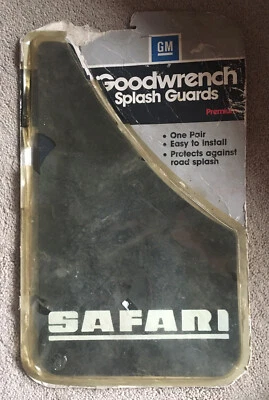 GM
Goodwrench
Splash Guards
Premium
• One Pair
• Easy to Install
• Protects against
road splash
SAFARI